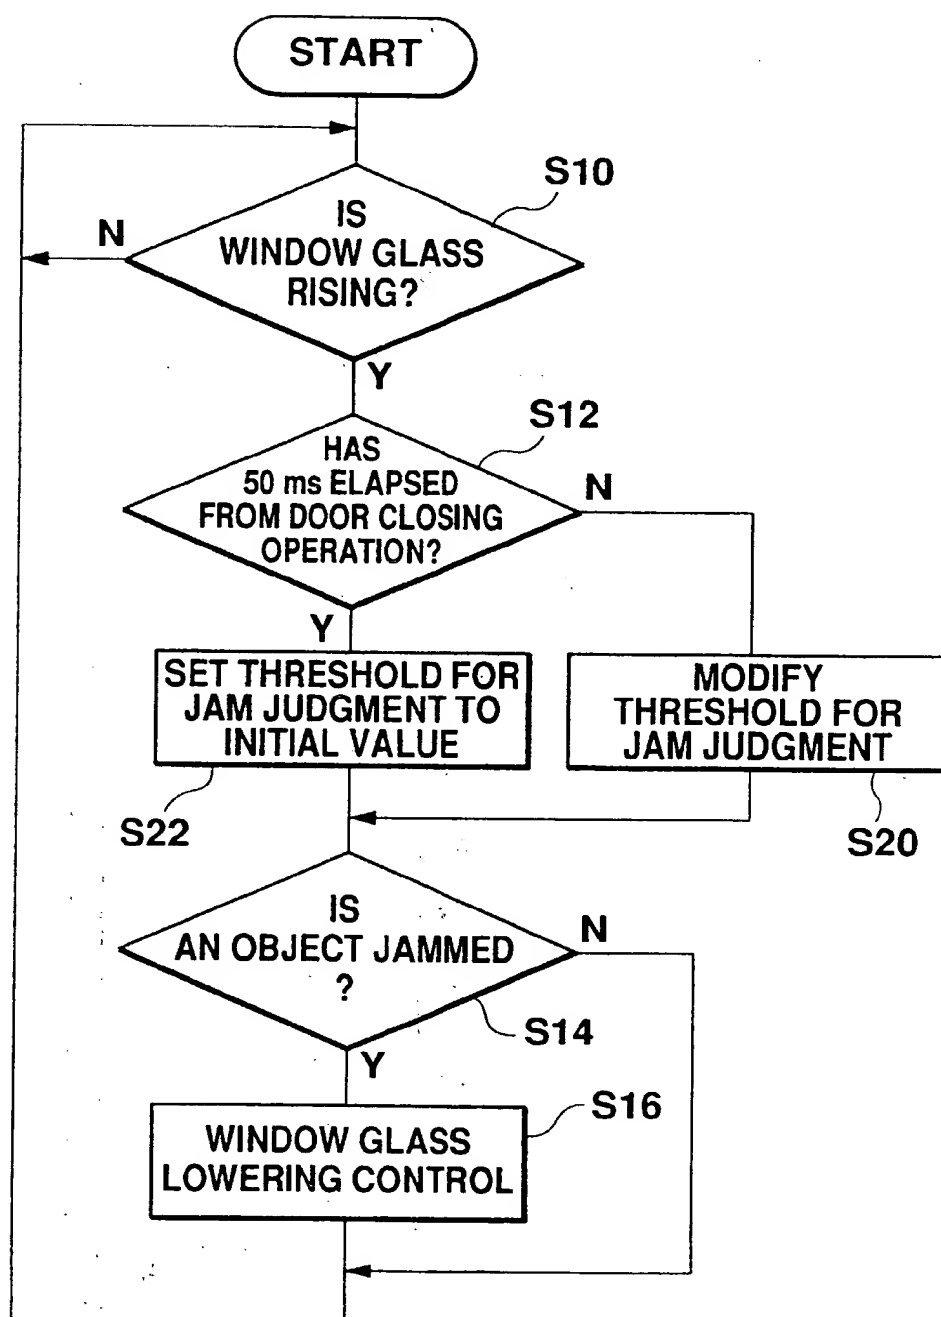 START
S10
IS
WINDOW GLASS
RISING?
N
Y
S12
HAS
50 ms ELAPSED
FROM DOOR CLOSING
OPERATION?
N
Y
SET THRESHOLD FOR
JAM JUDGMENT TO
INITIAL VALUE
S22
MODIFY
THRESHOLD FOR
JAM JUDGMENT
S20
IS
AN OBJECT JAMMED
?
N
S14
Y
S16
WINDOW GLASS
LOWERING CONTROL